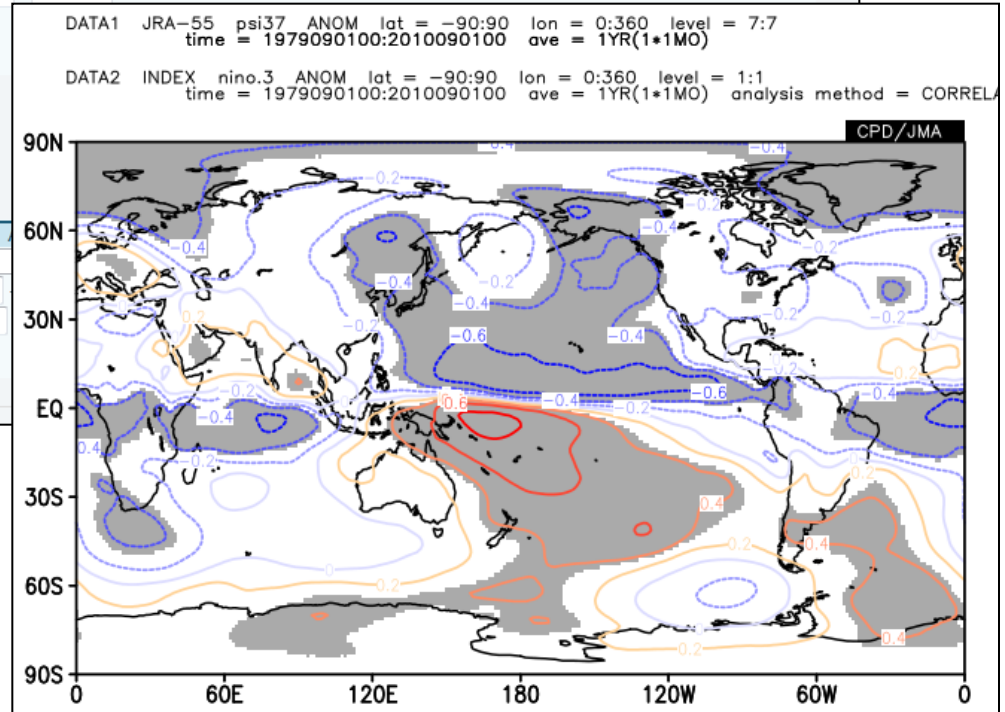 DATA1 JRA-55 psi37 ANOM lat = -90:90 lon = 0:360 level = 7:7
time = 1979090100:2010090100 ave = 1YR(1*1MO)
DATA2 INDEX nino.3 ANOM lat = -90:90 lon = 0:360 level = 1:1
time = 1979090100:2010090100 ave = 1YR(1*1MO) analysis method = CORRELA
CPD/JMA
90N
-0.4 -0.4
-0.2
-0.2
60N
-0.4
-0.4
-0.2
-0.4
-0.2
-0.4
30N
0.2
-0.2
-0.6
-0.4
-0.2
-0.2
-0.2
0.2
-0.2
-0.6
-0.4
-0.4
EQ
-0.4
0.6
-0.2
0.4
-0.2
0.2
30S
0.4
0.4
0.2
0
60S
0.2
0.4
0.2
90S
0 60E 120E 180 120W 60W 0